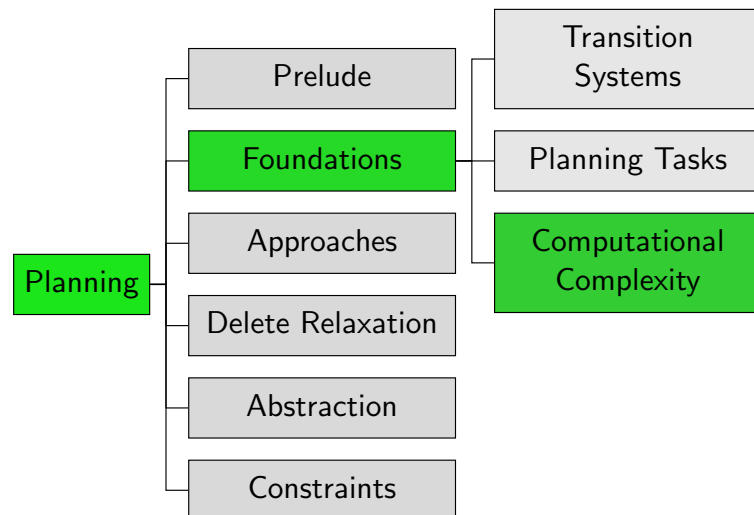 Planning
Prelude
Foundations
Approaches
Delete Relaxation
Abstraction
Constraints
Transition
Systems
Planning Tasks
Computational
Complexity